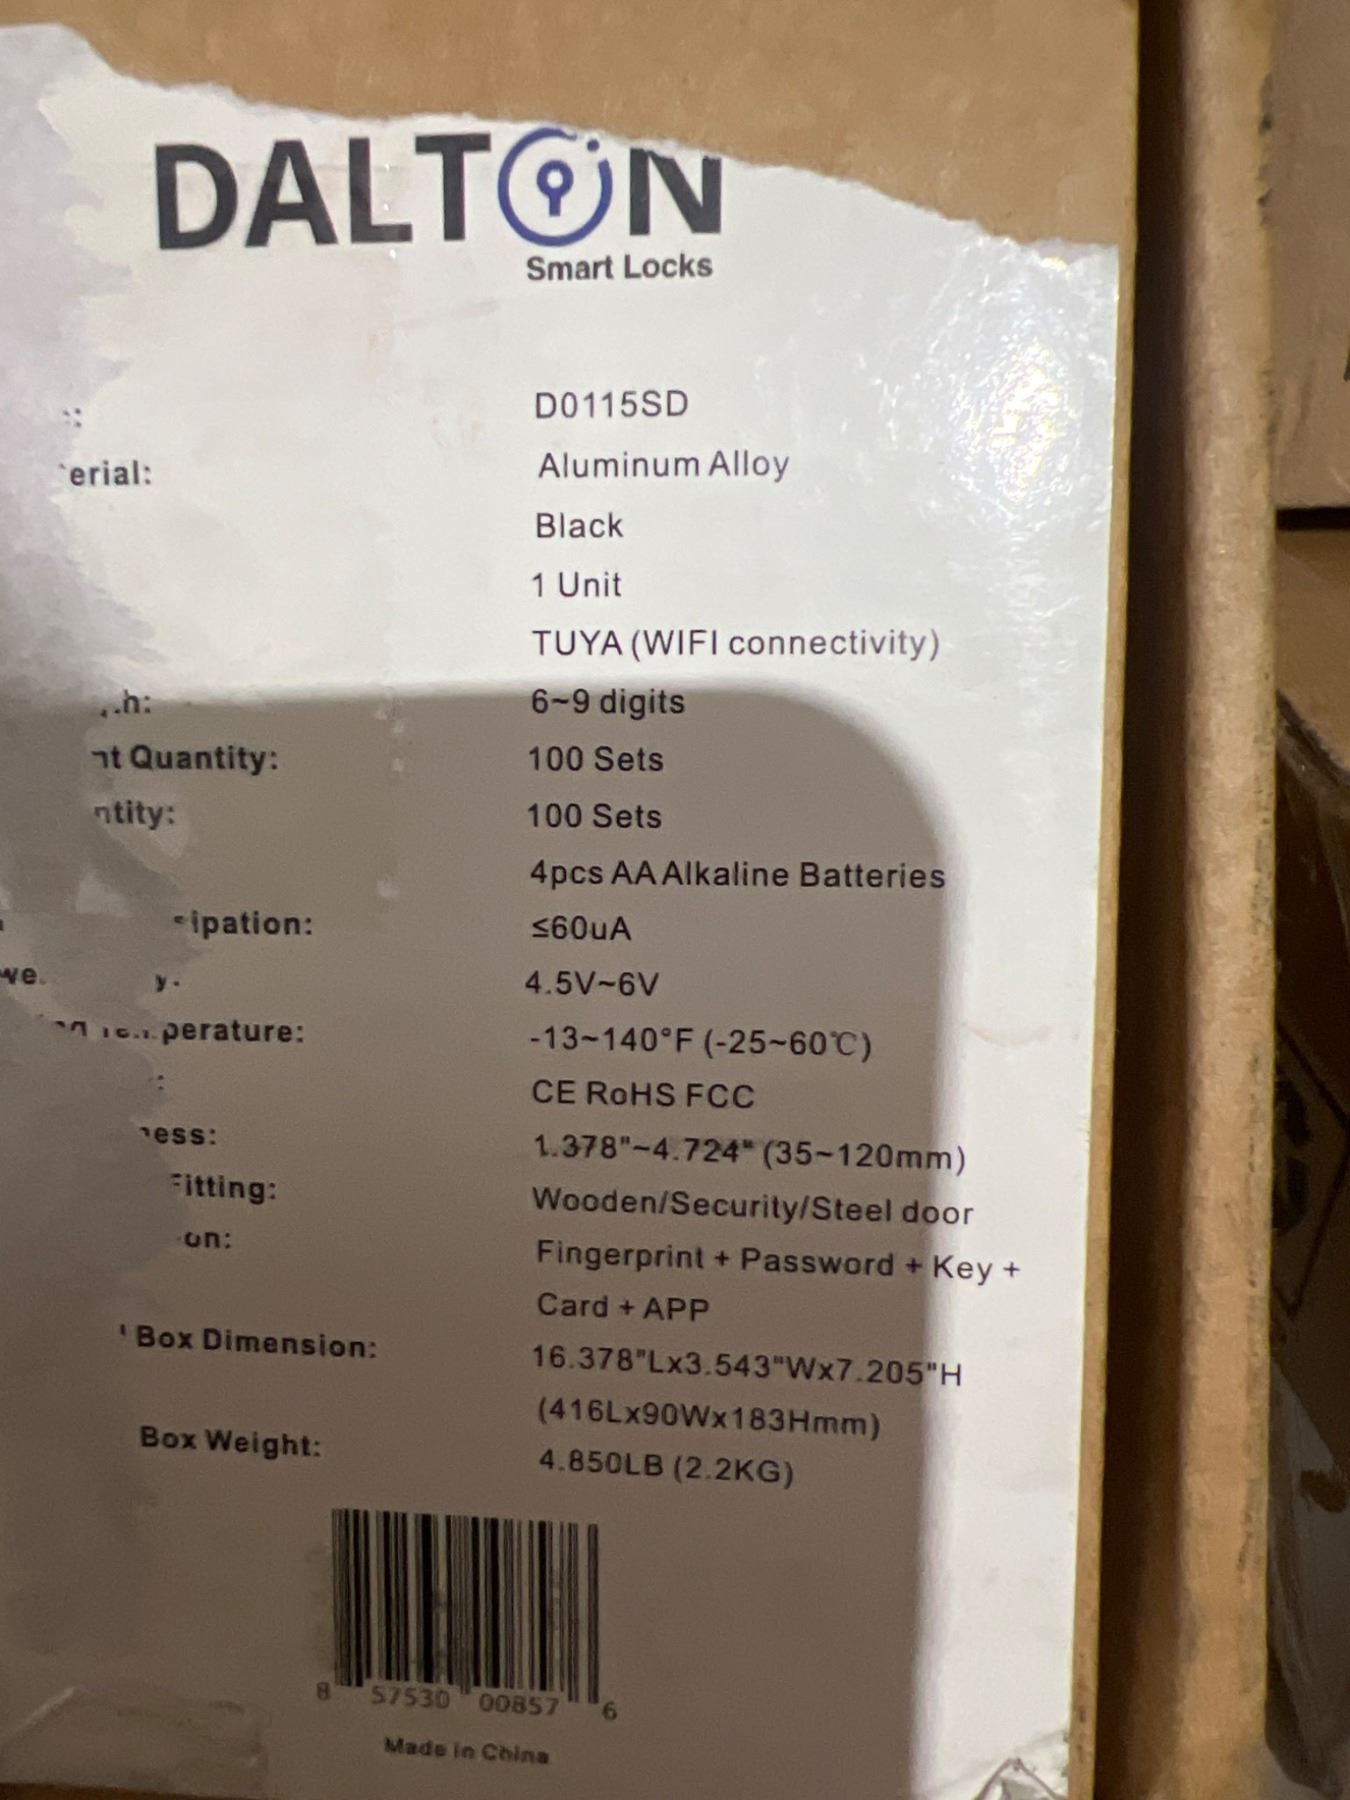 DALTON
Smart Locks
D0115SD
erial: Aluminum Alloy
Black
1 Unit
TUYA (WIFI connectivity)
h: 6~9 digits
nt Quantity: 100 Sets
ntity: 100 Sets
4pcs AA Alkaline Batteries
ipation: ≤60uA
4.5V~6V
perature: -13~140°F (-25~60℃)
CE RoHS FCC
ess: 1.378"~4.724" (35~120mm)
Fitting: Wooden/Security/Steel door
on: Fingerprint + Password + Key +
Card + APP
Box Dimension: 16.378"Lx3.543"Wx7.205"H
(416Lx90Wx183Hmm)
Box Weight: 4.850LB (2.2KG)
8 57530 00857 6
Made in China